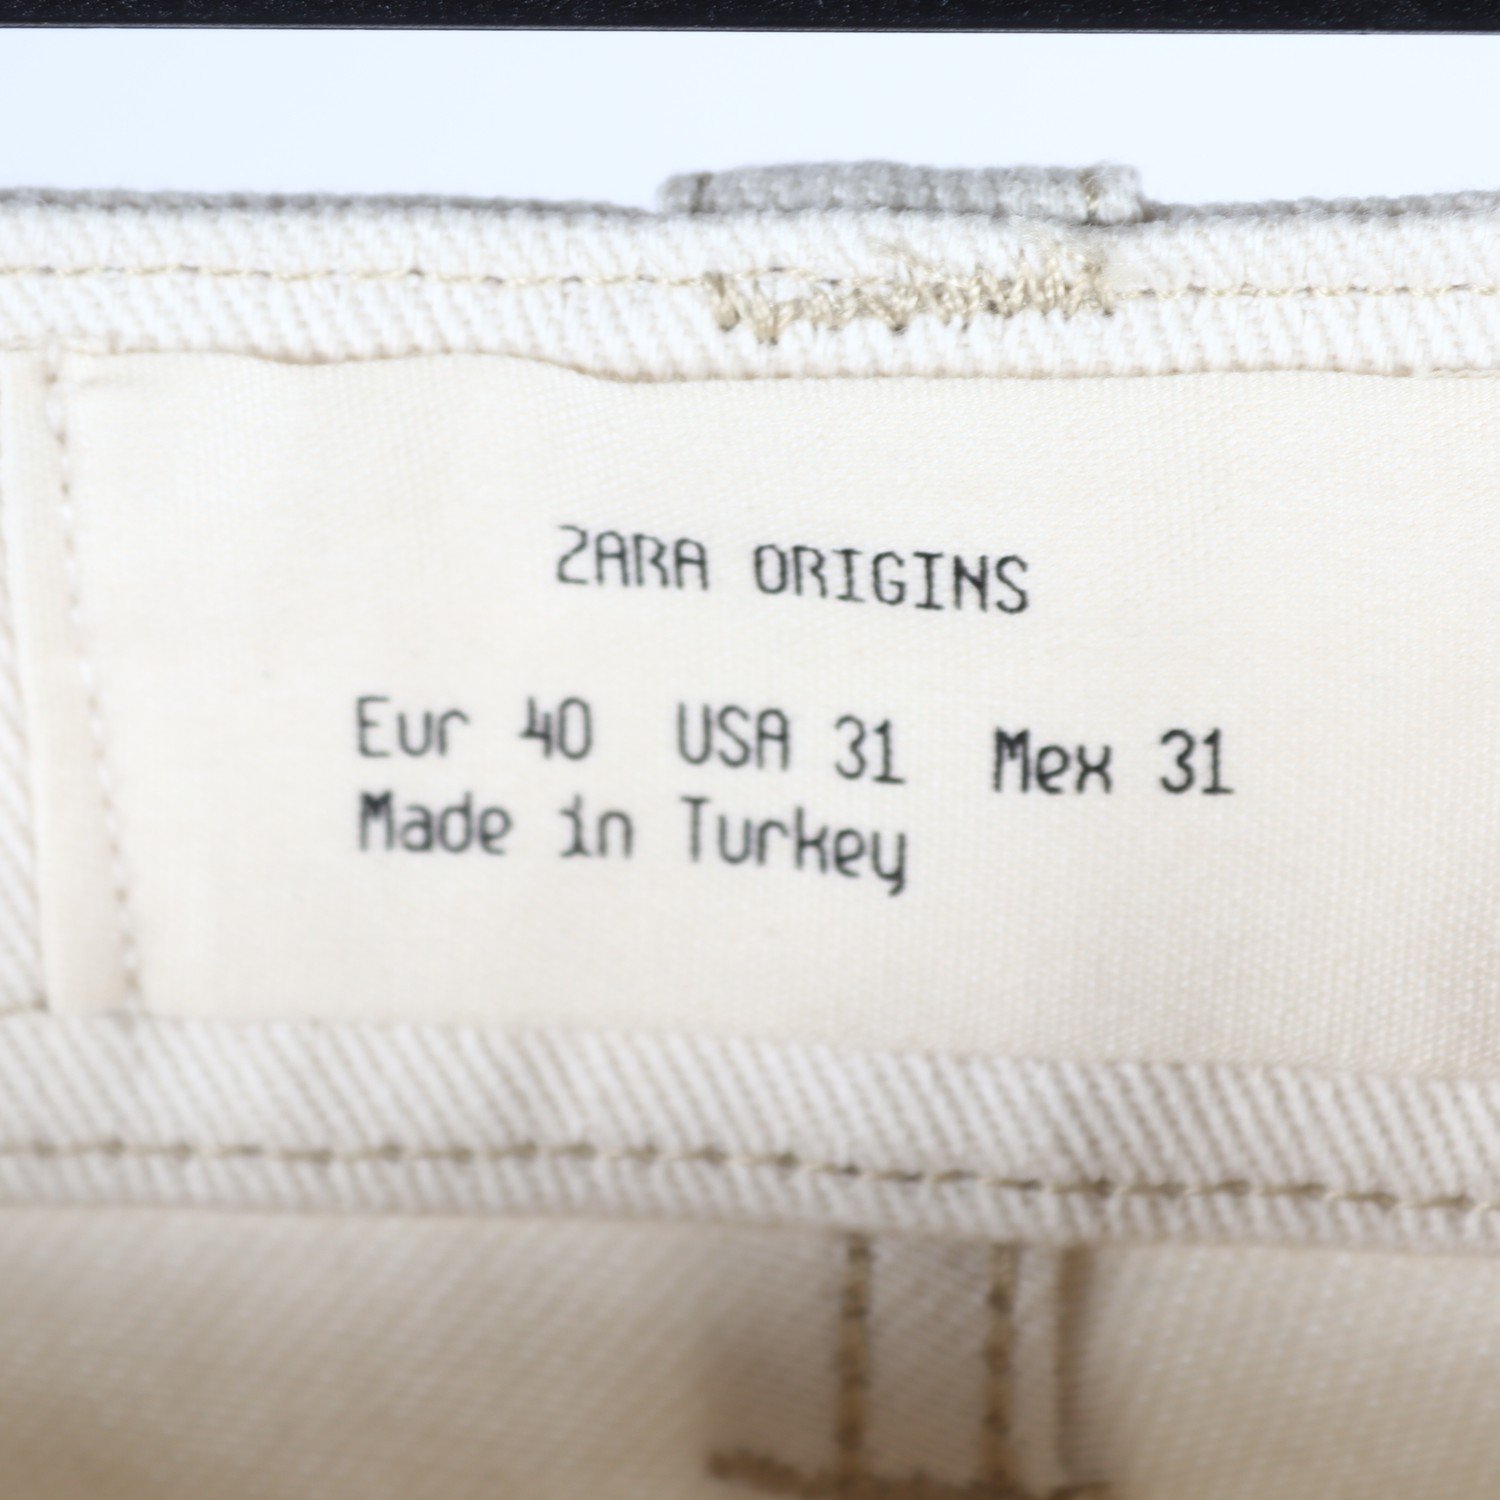 ZARA ORIGINS
Eur 40 USA 31 Mex 31
Made in Turkey